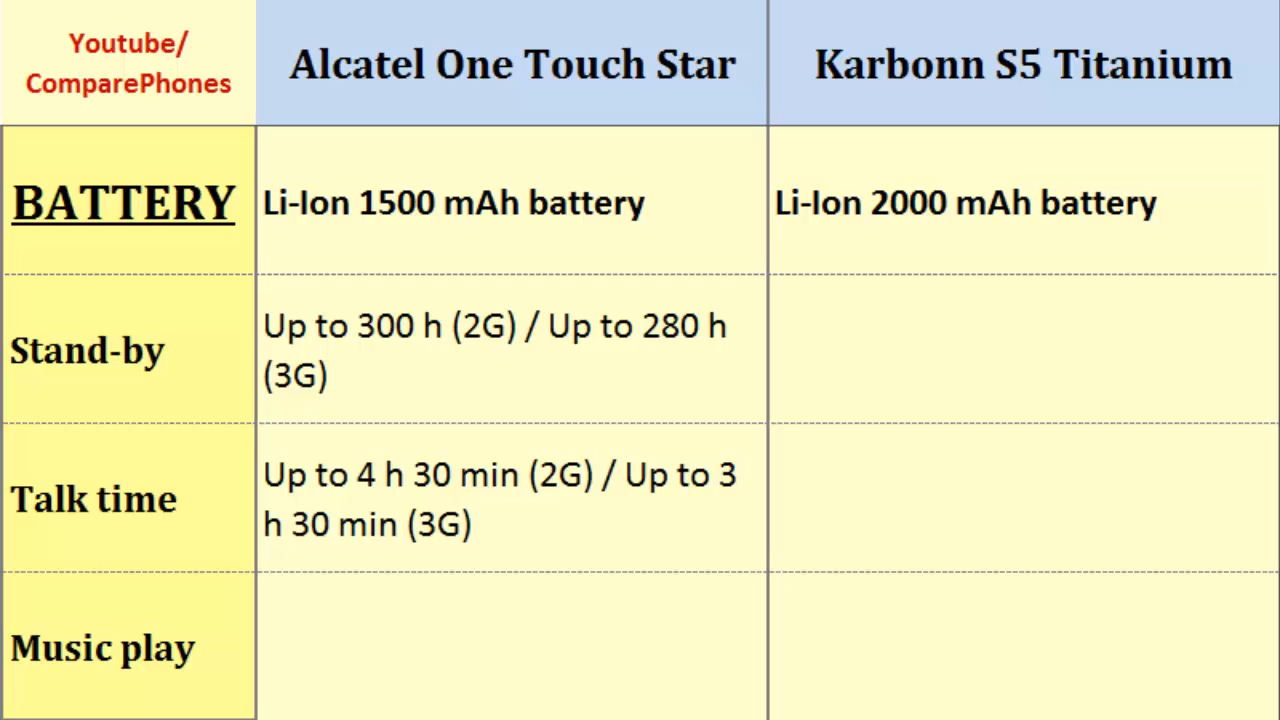 Youtube/
ComparePhones
Alcatel One Touch Star
Karbonn S5 Titanium
BATTERY
Li-Ion 1500 mAh battery
Li-Ion 2000 mAh battery
Stand-by
Up to 300 h (2G) / Up to 280 h
(3G)
Talk time
Up to 4 h 30 min (2G) / Up to 3
h 30 min (3G)
Music play